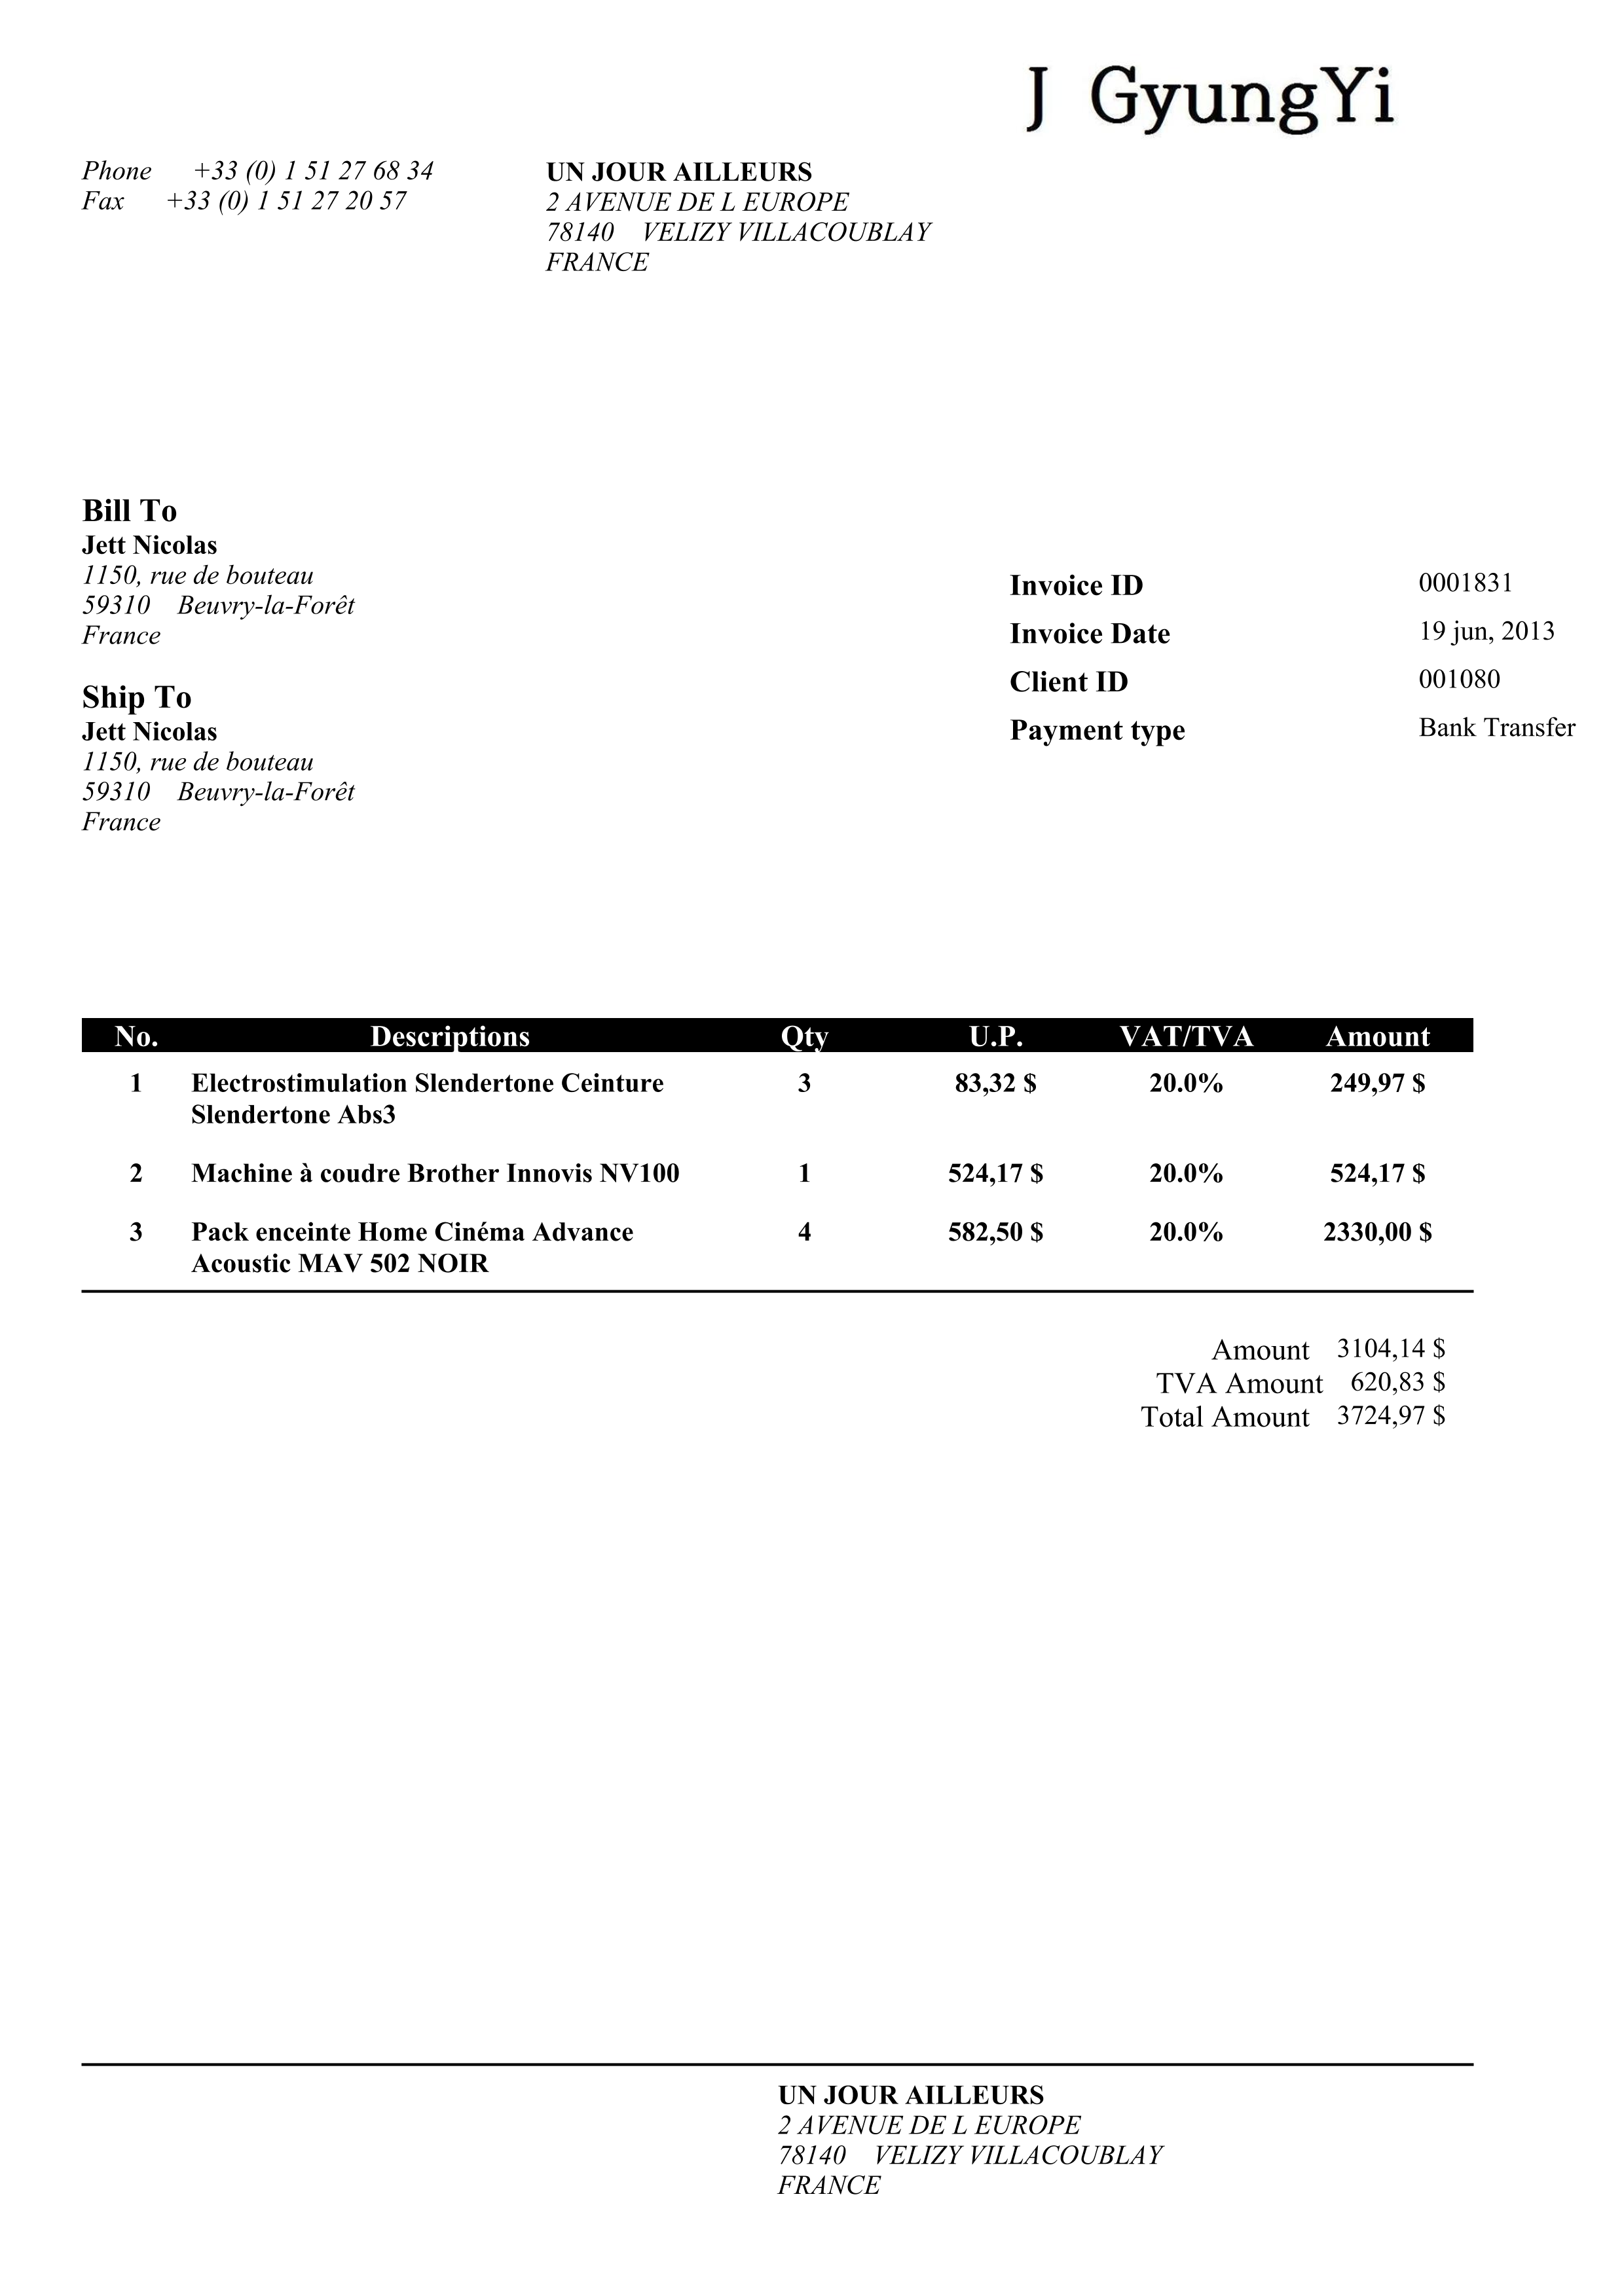 J GyungYi
Phone +33 (0) 1 51 27 68 34
Fax +33 (0) 1 51 27 20 57
UN JOUR AILLEURS
2 AVENUE DE L EUROPE
78140 VELIZY VILLACOUBLAY
FRANCE
Bill To
Jett Nicolas
1150, rue de bouteau
59310 Beuvry-la-Forêt
France
Ship To
Jett Nicolas
1150, rue de bouteau
59310 Beuvry-la-Forêt
France
Invoice ID 0001831
Invoice Date 19 jun, 2013
Client ID 001080
Payment type Bank Transfer
No. Descriptions Qty U.P. VAT/TVA Amount
1 Electrostimulation Slendertone Ceinture 3 83,32 $ 20.0% 249,97 $
Slendertone Abs3
2 Machine à coudre Brother Innovis NV100 1 524,17 $ 20.0% 524,17 $
3 Pack enceinte Home Cinéma Advance 4 582,50 $ 20.0% 2330,00 $
Acoustic MAV 502 NOIR
Amount 3104,14 $
TVA Amount 620,83 $
Total Amount 3724,97 $
UN JOUR AILLEURS
2 AVENUE DE L EUROPE
78140 VELIZY VILLACOUBLAY
FRANCE